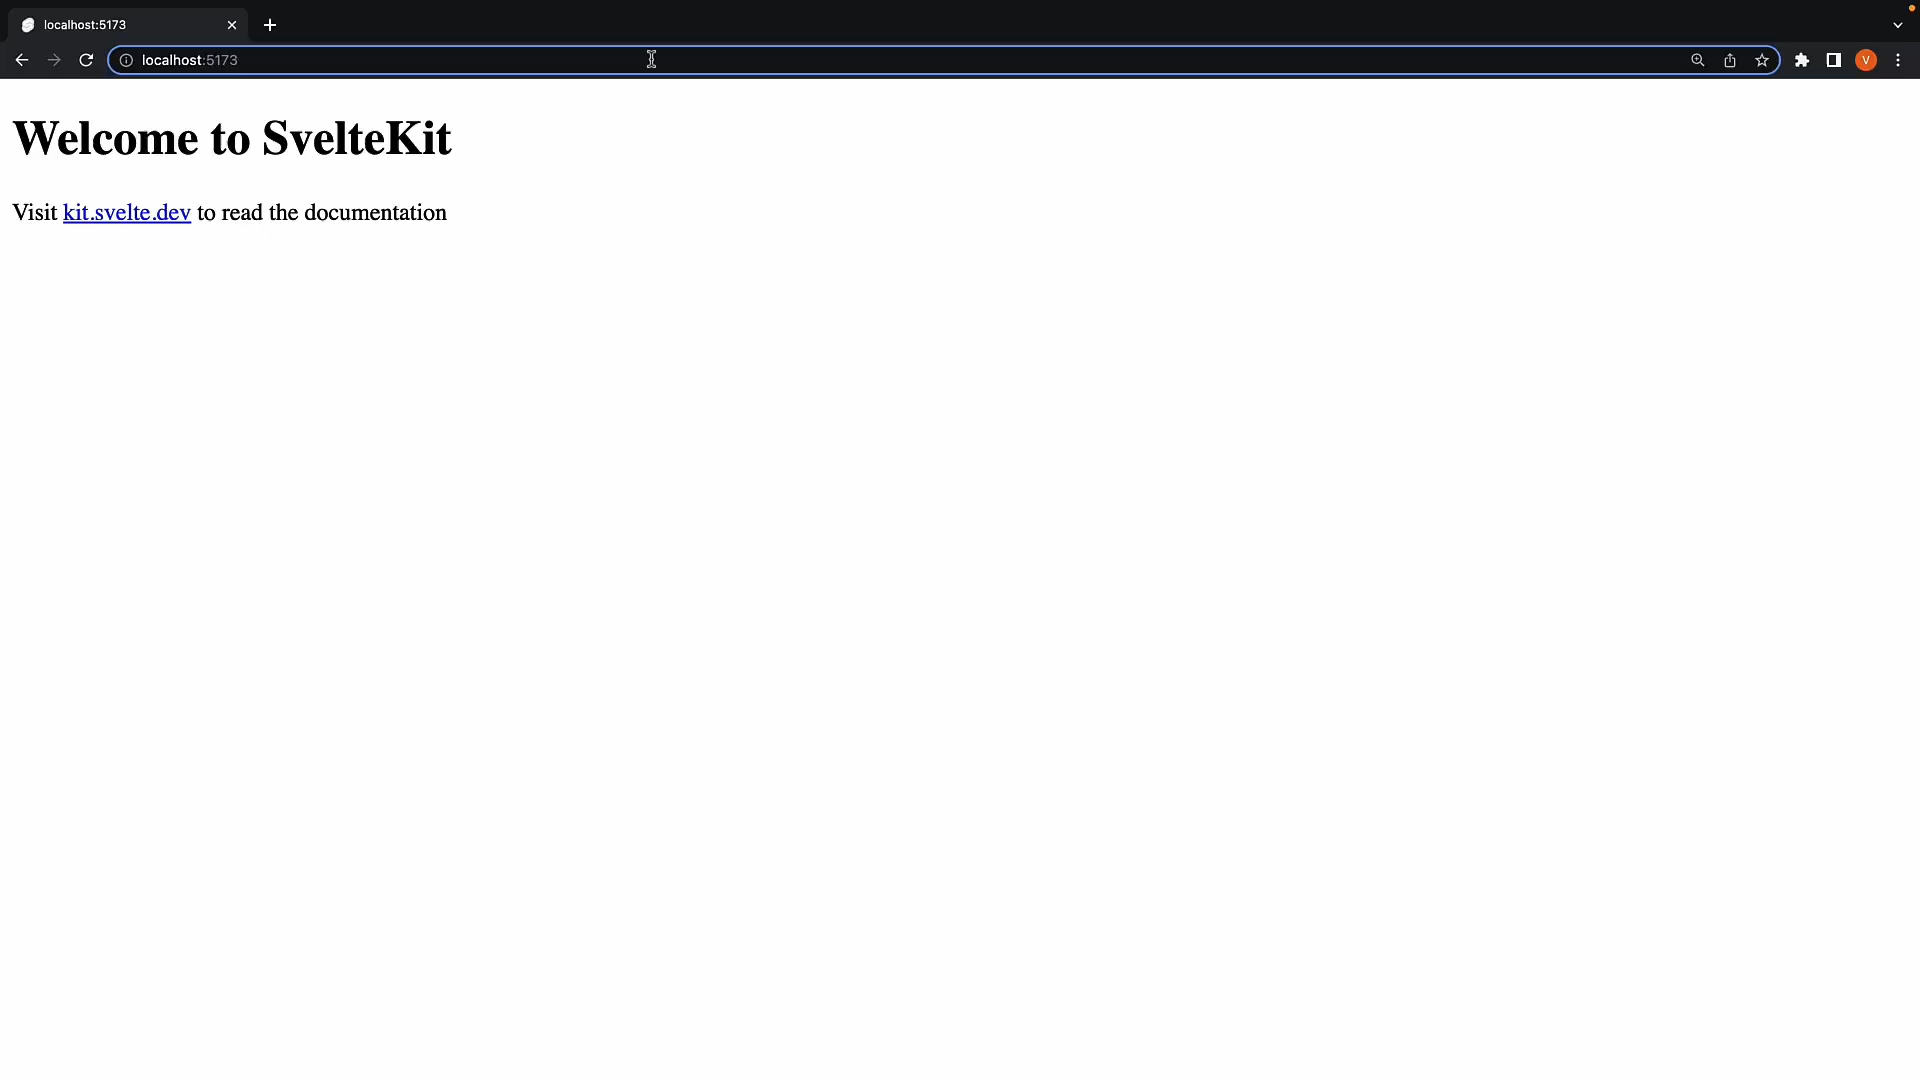 localhost:5173
localhost:5173
V
Welcome to SvelteKit
Visit kit.svelte.dev to read the documentation